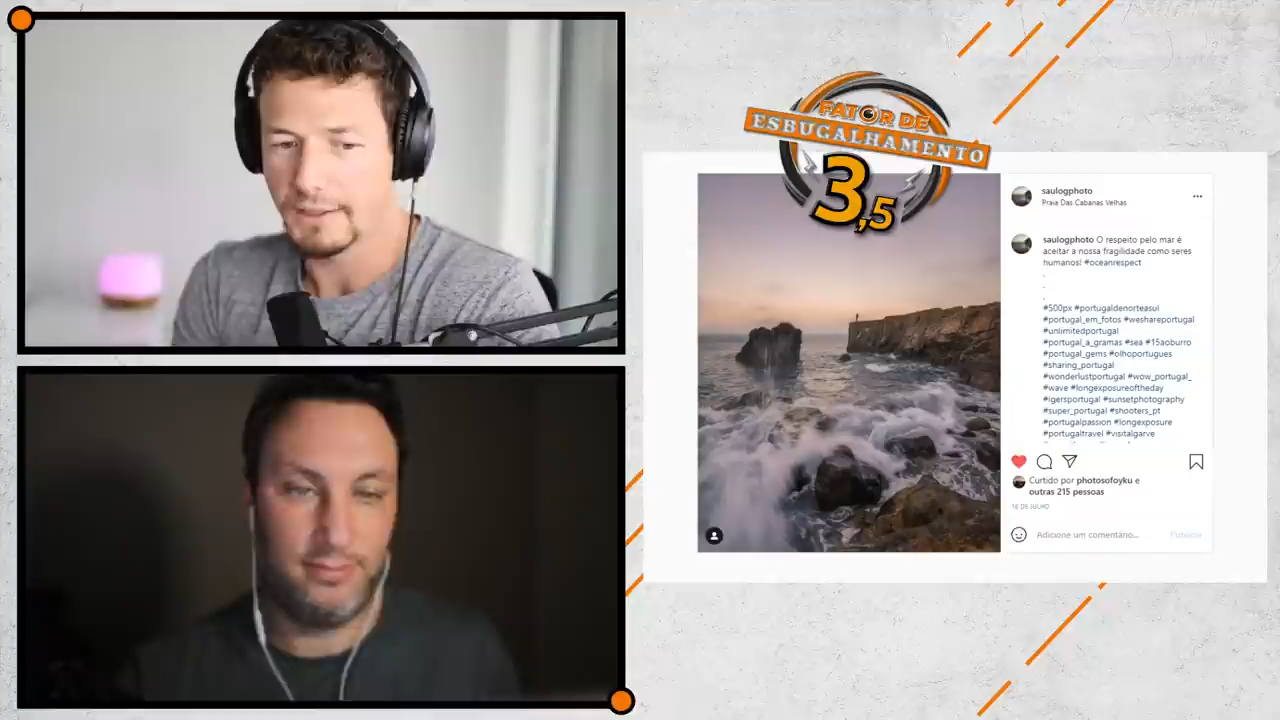 FATOR DE
ESBUGALHAMENTO
3,5
saulogphoto
Praia Das Cabanas Velhas
saulogphoto O respeito pelo mar é
aceitar a nossa fragilidade como seres
humanos! #oceanrespect
.
.
.
#500px #portugaldenorteasul
#portugal_em_fotos #weshareportugal
#unlimitedportugal
#portugal_a_gramas #sea #15aoburro
#portugal_gems #olhoportugues
#sharing_portugal
#wonderlustportugal #wow_portugal_
#wave #longexposureoftheday
#igersportugal #sunsetphotography
#super_portugal #shooters_pt
#portugalpassion #longexposure
#portugaltravel #visitalgarve
Curtido por photosofoyku e
outras 215 pessoas
16 DE JULHO
Adicione um comentário... Publicar